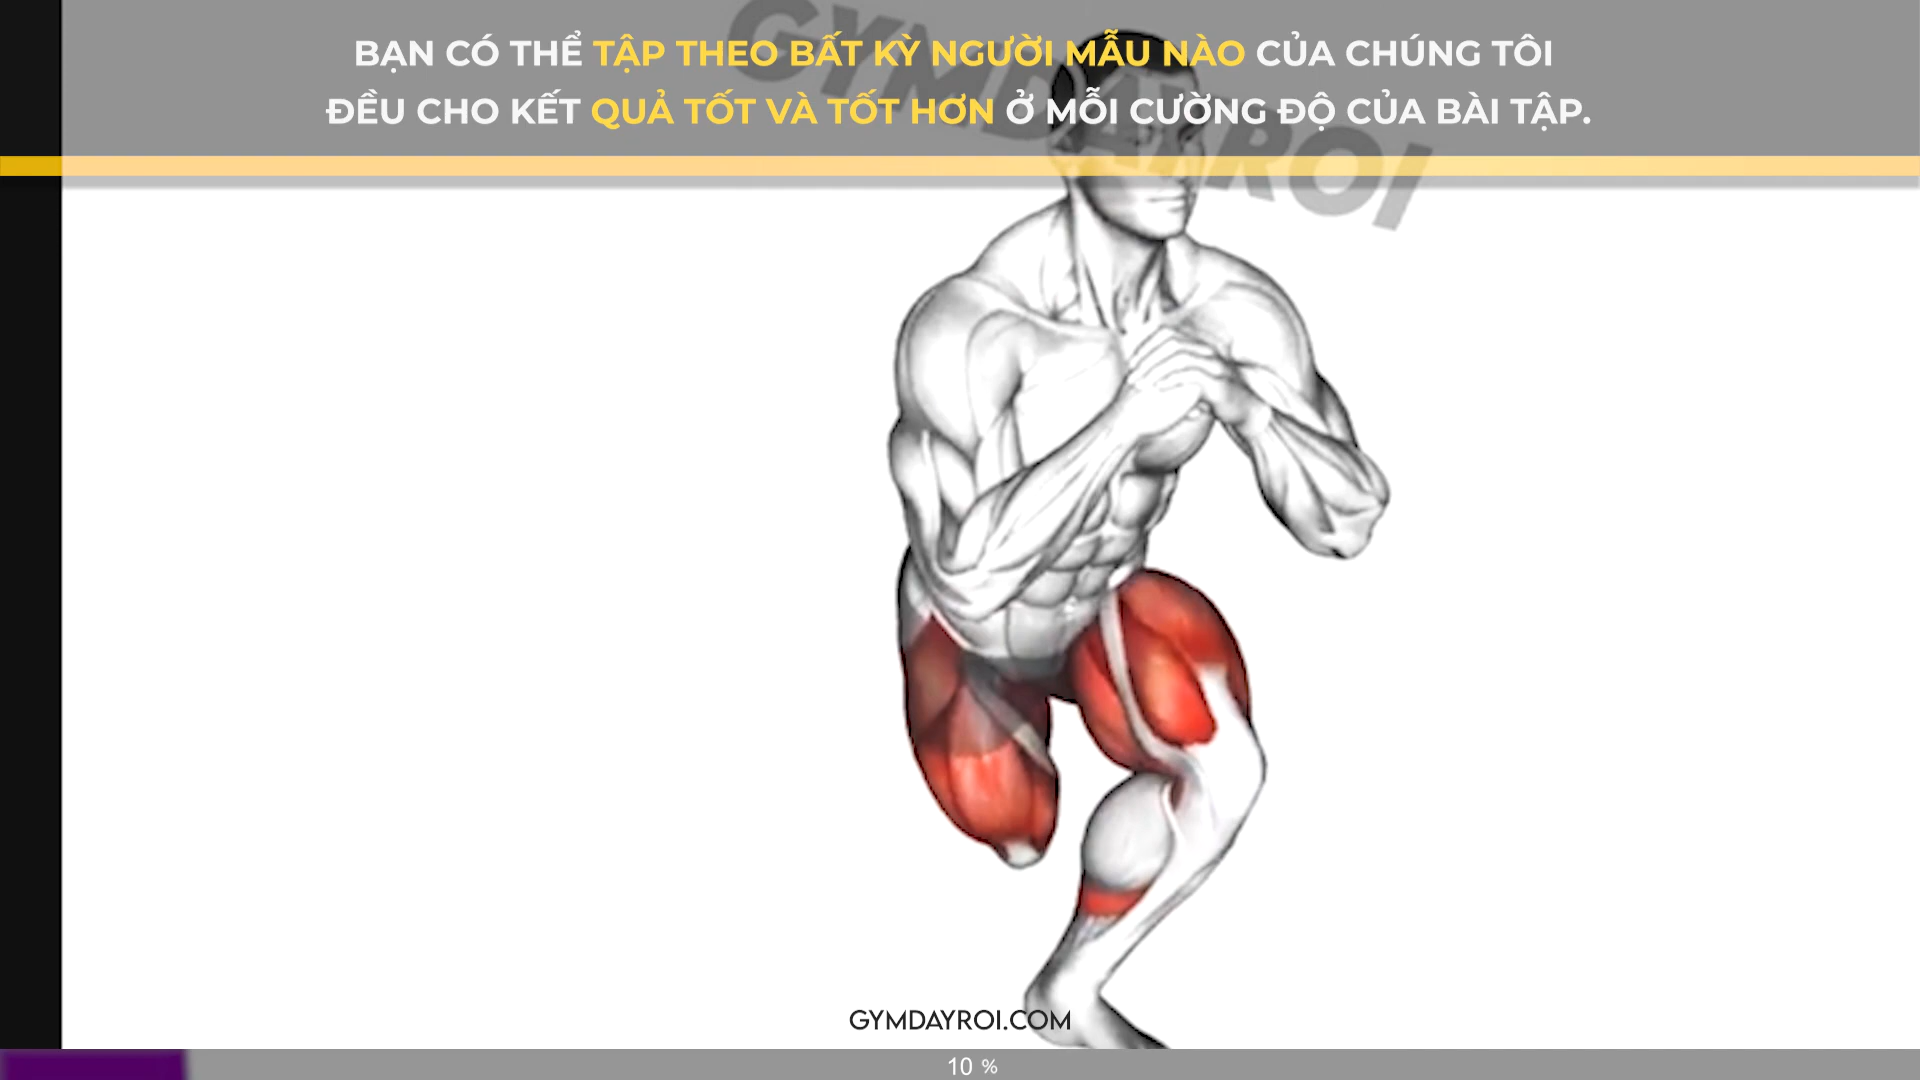 BẠN CÓ THỂ TẬP THEO BẤT KỲ NGƯỜI MẪU NÀO CỦA CHÚNG TÔI
ĐỀU CHO KẾT QUẢ TỐT VÀ TỐT HƠN Ở MỖI CƯỜNG ĐỘ CỦA BÀI TẬP.
GYMDAYROI
GYMDAYROI.COM
10 %